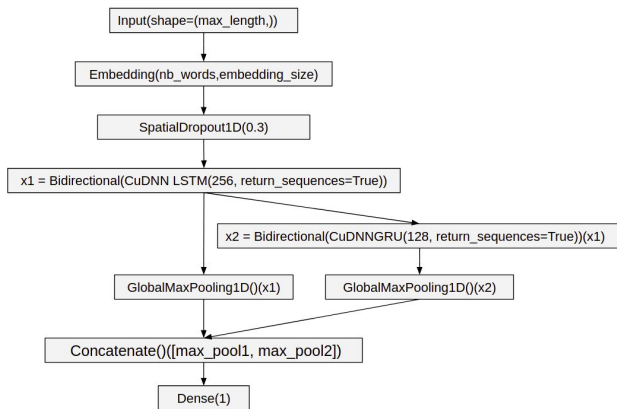 Input(shape=(max_length,))
Embedding(nb_words,embedding_size)
SpatialDropout1D(0.3)
x1 = Bidirectional(CuDNN LSTM(256, return_sequences=True))
x2 = Bidirectional(CuDNNGRU(128, return_sequences=True))(x1)
GlobalMaxPooling1D()(x1)
GlobalMaxPooling1D()(x2)
Concatenate()([max_pool1, max_pool2])
Dense(1)